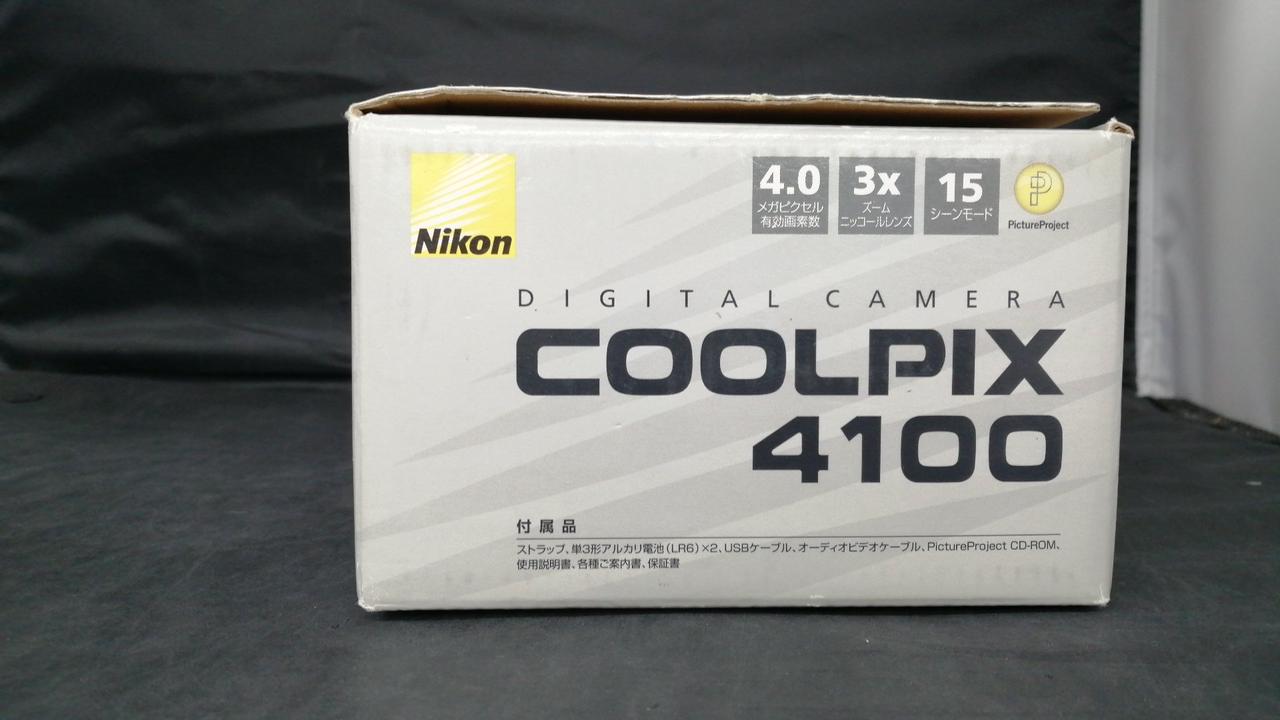 Nikon
4.0
メガピクセル
有効画素数
3x
ズーム
ニッコールレンズ
15
シーンモード
PictureProject
DIGITAL CAMERA
COOLPIX
4100
付属品
ストラップ、単3形アルカリ電池(LR6)×2、USBケーブル、オーディオビデオケーブル、PictureProject CD-ROM、
使用説明書、各種ご案内書、保証書